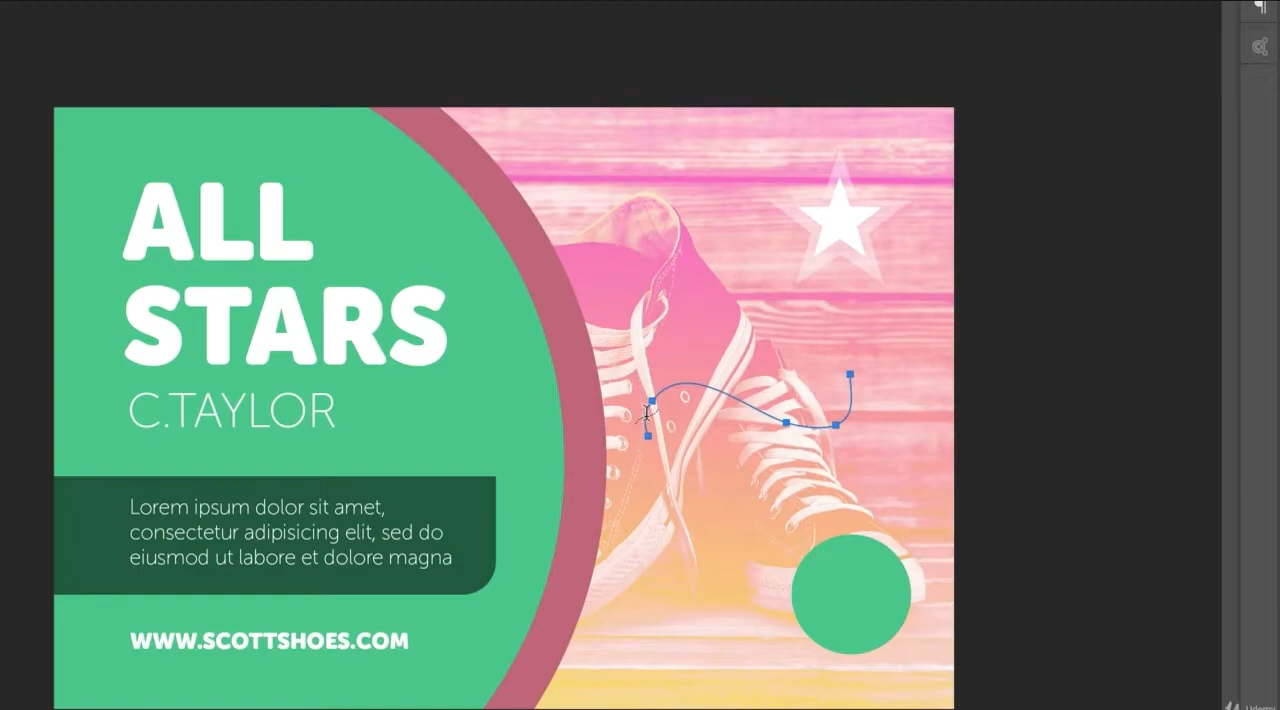 ALL
STARS
C.TAYLOR
Lorem ipsum dolor sit amet,
consectetur adipisicing elit, sed do
eiusmod ut labore et dolore magna
WWW.SCOTTSHOES.COM
Udemy